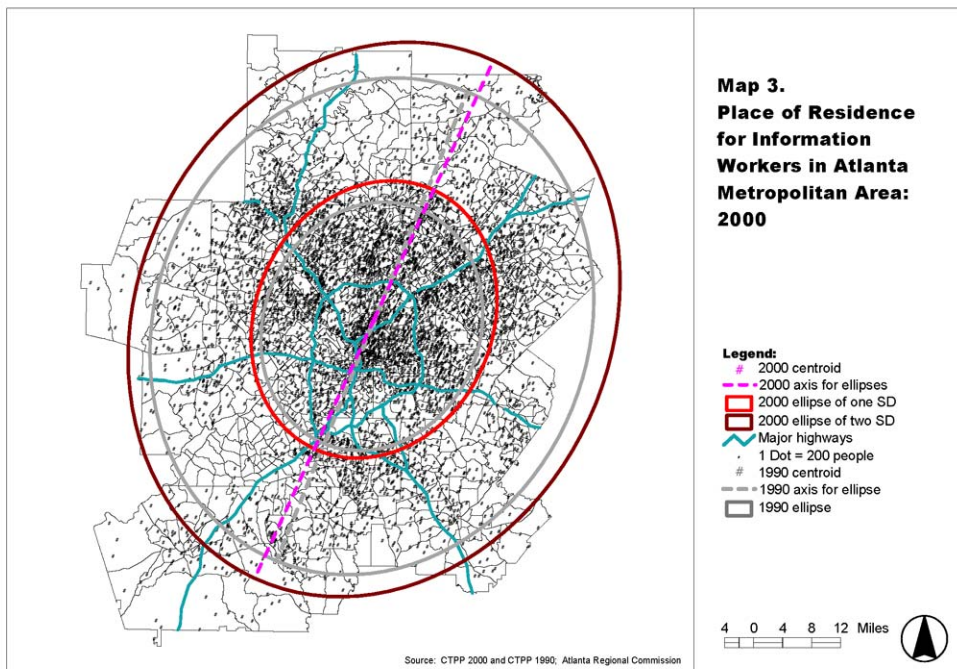 Map 3.
Place of Residence
for Information
Workers in Atlanta
Metropolitan Area:
2000
Legend:
# 2000 centroid
2000 axis for ellipses
2000 ellipse of one SD
2000 ellipse of two SD
Major highways
1 Dot = 200 people
# 1990 centroid
1990 axis for ellipse
1990 ellipse
4 0 4 8 12 Miles
Source: CTPP 2000 and CTPP 1990; Atlanta Regional Commission